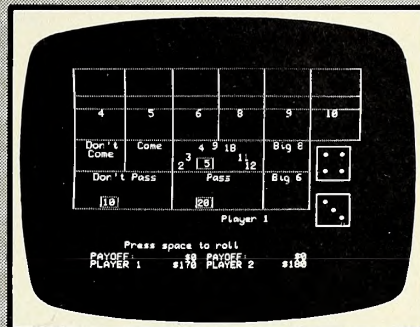 4 5 6 8 9 10
Don't Come Come 4 9 10 Big 8
3 11
2 5 12
Don't Pass Pass Big 6
10 20
Player 1
Press space to roll
PAYOFF: $0 PAYOFF: $0
PLAYER 1 $170 PLAYER 2 $180